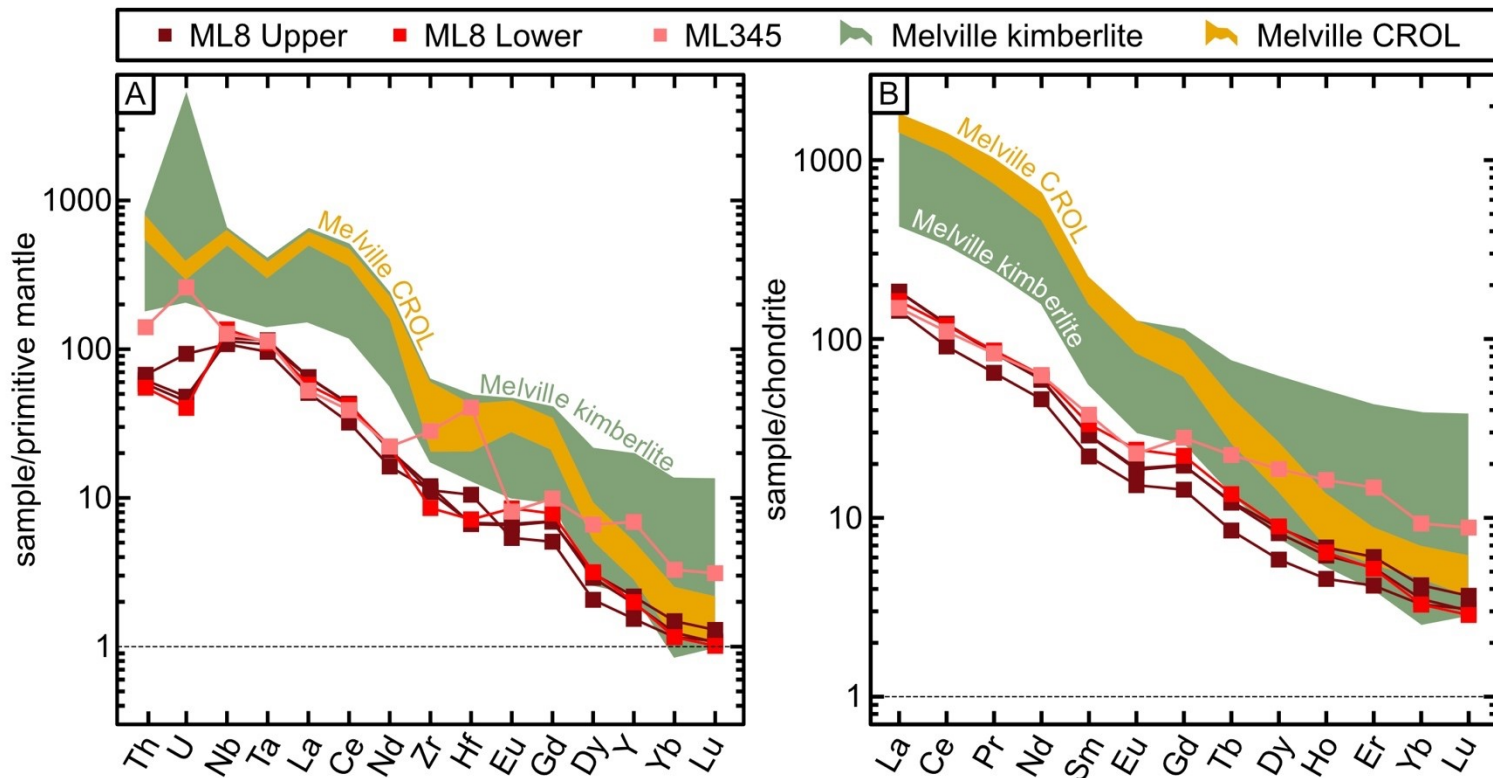 ML8 Upper ML8 Lower ML345 Melville kimberlite Melville CROL
A
sample/primitive mantle
1000
100
10
1
Melville CROL
Melville kimberlite
Th U Nb Ta La Ce Nd Zr Hf Eu Gd Dy Y Yb Lu
B
sample/chondrite
1000
100
10
1
Melville CROL
Melville kimberlite
La Ce Pr Nd Sm Eu Gd Tb Dy Ho Er Yb Lu